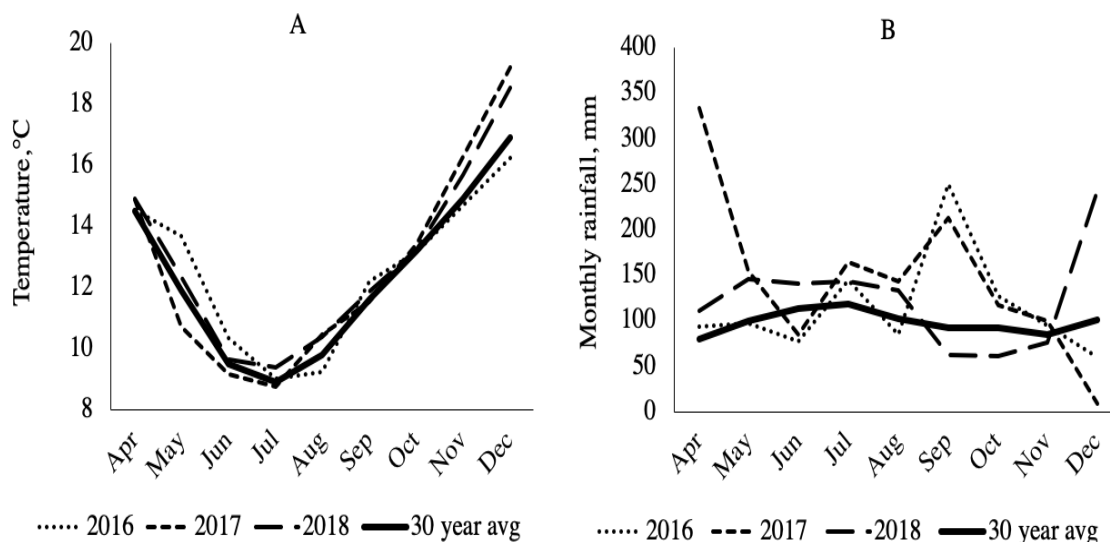 A
Temperature,°C
20
18
16
14
12
10
8
Apr
May
Jun
Jul
Aug
Sep
Oct
Nov
Dec
2016
2017
2018
30 year avg
B
Monthly rainfall, mm
400
350
300
250
200
150
100
50
0
Apr
May
Jun
Jul
Aug
Sep
Oct
Nov
Dec
2016
2017
2018
30 year avg